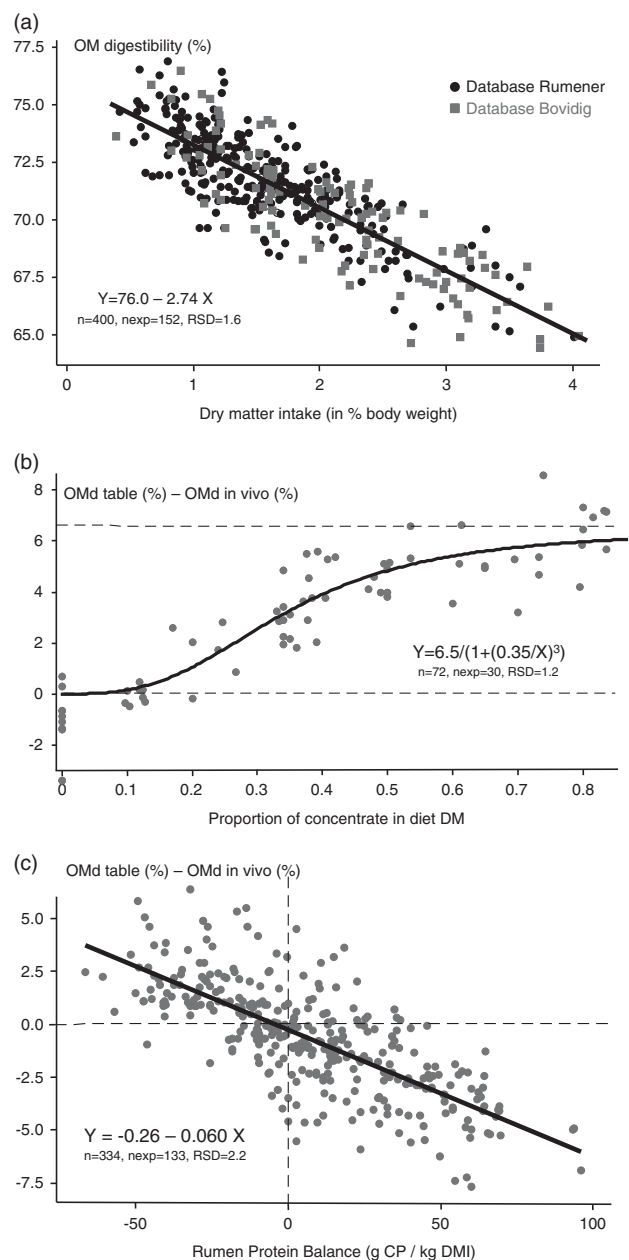 (a)
OM digestibility (%)
77.5
75.0
72.5
70.0
67.5
65.0
Database Rumener
Database Bovidig
Y=76.0 – 2.74 X
n=400, nexp=152, RSD=1.6
0 1 2 3 4
Dry matter intake (in % body weight)
(b)
OMd table (%) – OMd in vivo (%)
8
6
4
2
0
-2
Y=6.5/(1+(0.35/X)³)
n=72, nexp=30, RSD=1.2
0 0.1 0.2 0.3 0.4 0.5 0.6 0.7 0.8
Proportion of concentrate in diet DM
(c)
OMd table (%) – OMd in vivo (%)
5.0
2.5
0.0
-2.5
-5.0
-7.5
Y = -0.26 – 0.060 X
n=334, nexp=133, RSD=2.2
-50 0 50 100
Rumen Protein Balance (g CP / kg DMI)